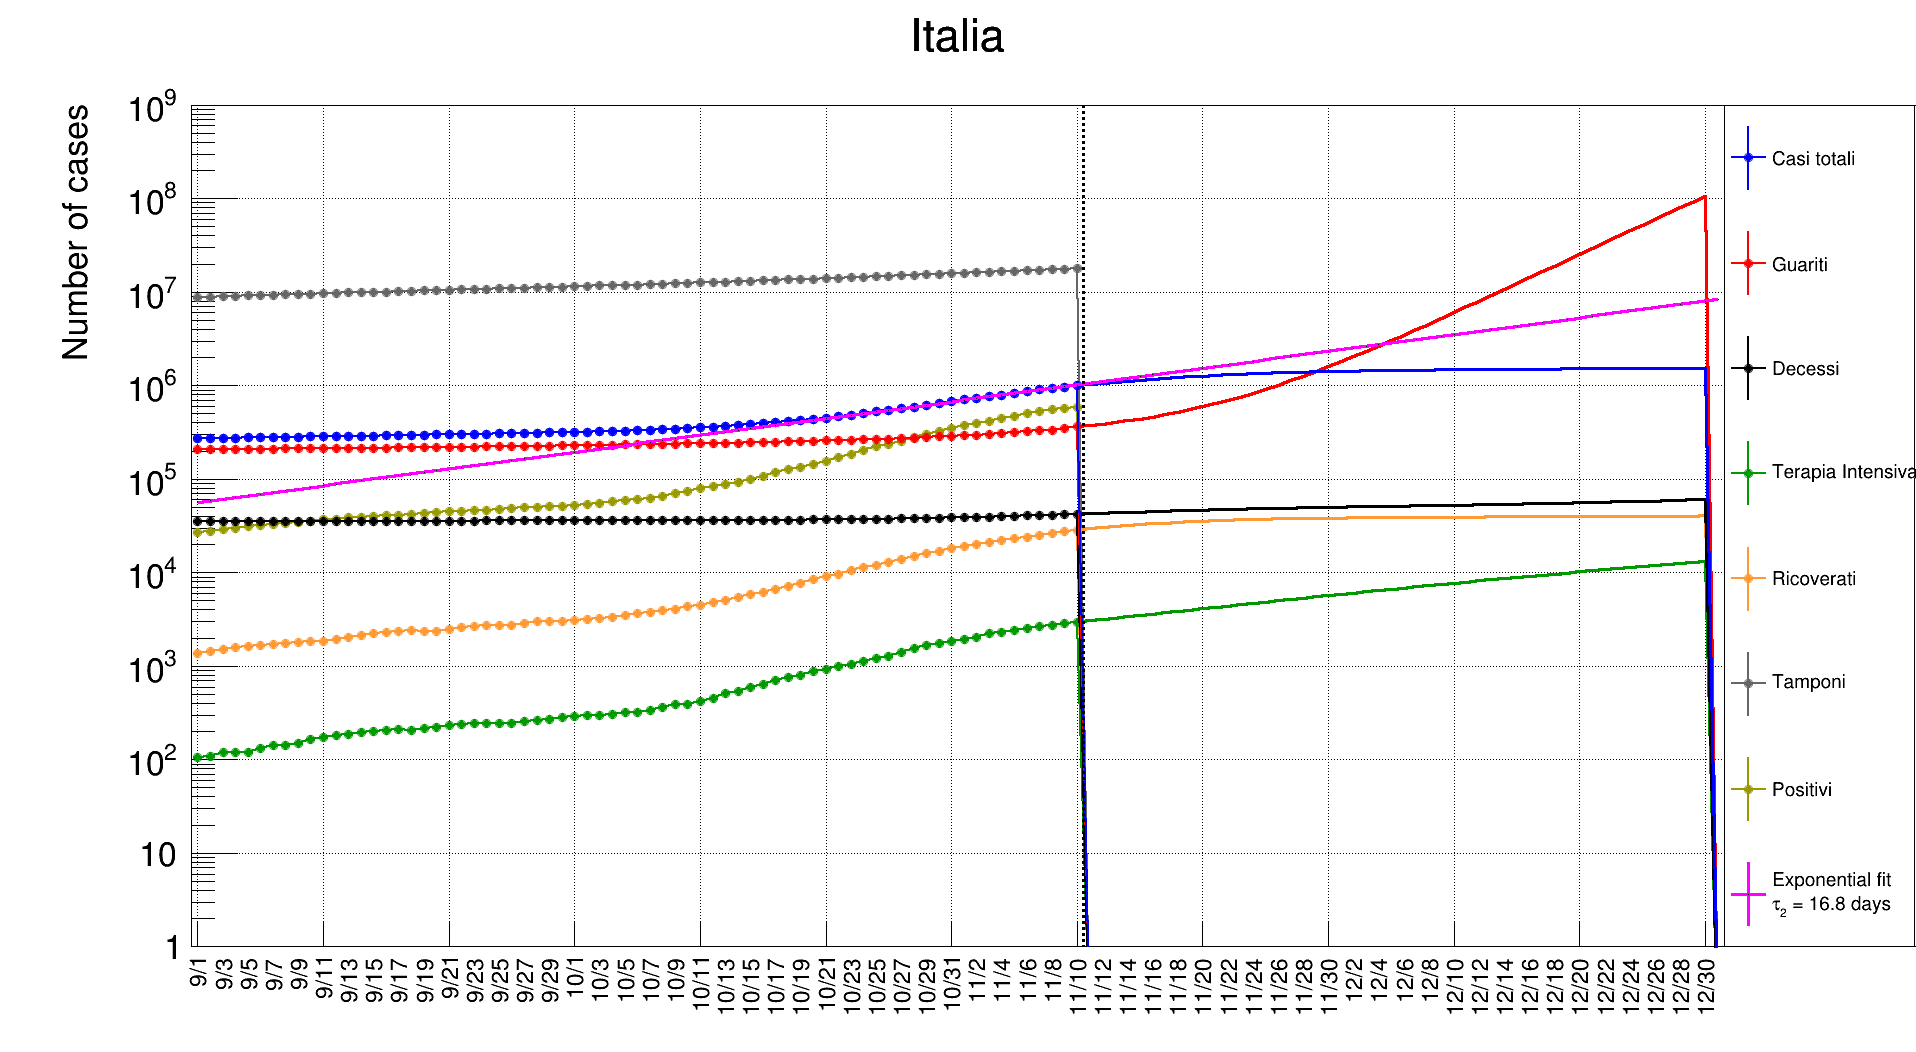 Italia
Number of cases
10^9
10^8
10^7
10^6
10^5
10^4
10^3
10^2
10
1
9/1 9/3 9/5 9/7 9/9 9/11 9/13 9/15 9/17 9/19 9/21 9/23 9/25 9/27 9/29 10/1 10/3 10/5 10/7 10/9 10/11 10/13 10/15 10/17 10/19 10/21 10/23 10/25 10/27 10/29 10/31 11/2 11/4 11/6 11/8 11/10 11/12 11/14 11/16 11/18 11/20 11/22 11/24 11/26 11/28 11/30 12/2 12/4 12/6 12/8 12/10 12/12 12/14 12/16 12/18 12/20 12/22 12/24 12/26 12/28 12/30
Casi totali
Guariti
Decessi
Terapia Intensiva
Ricoverati
Tamponi
Positivi
Exponential fit
τ_2 = 16.8 days